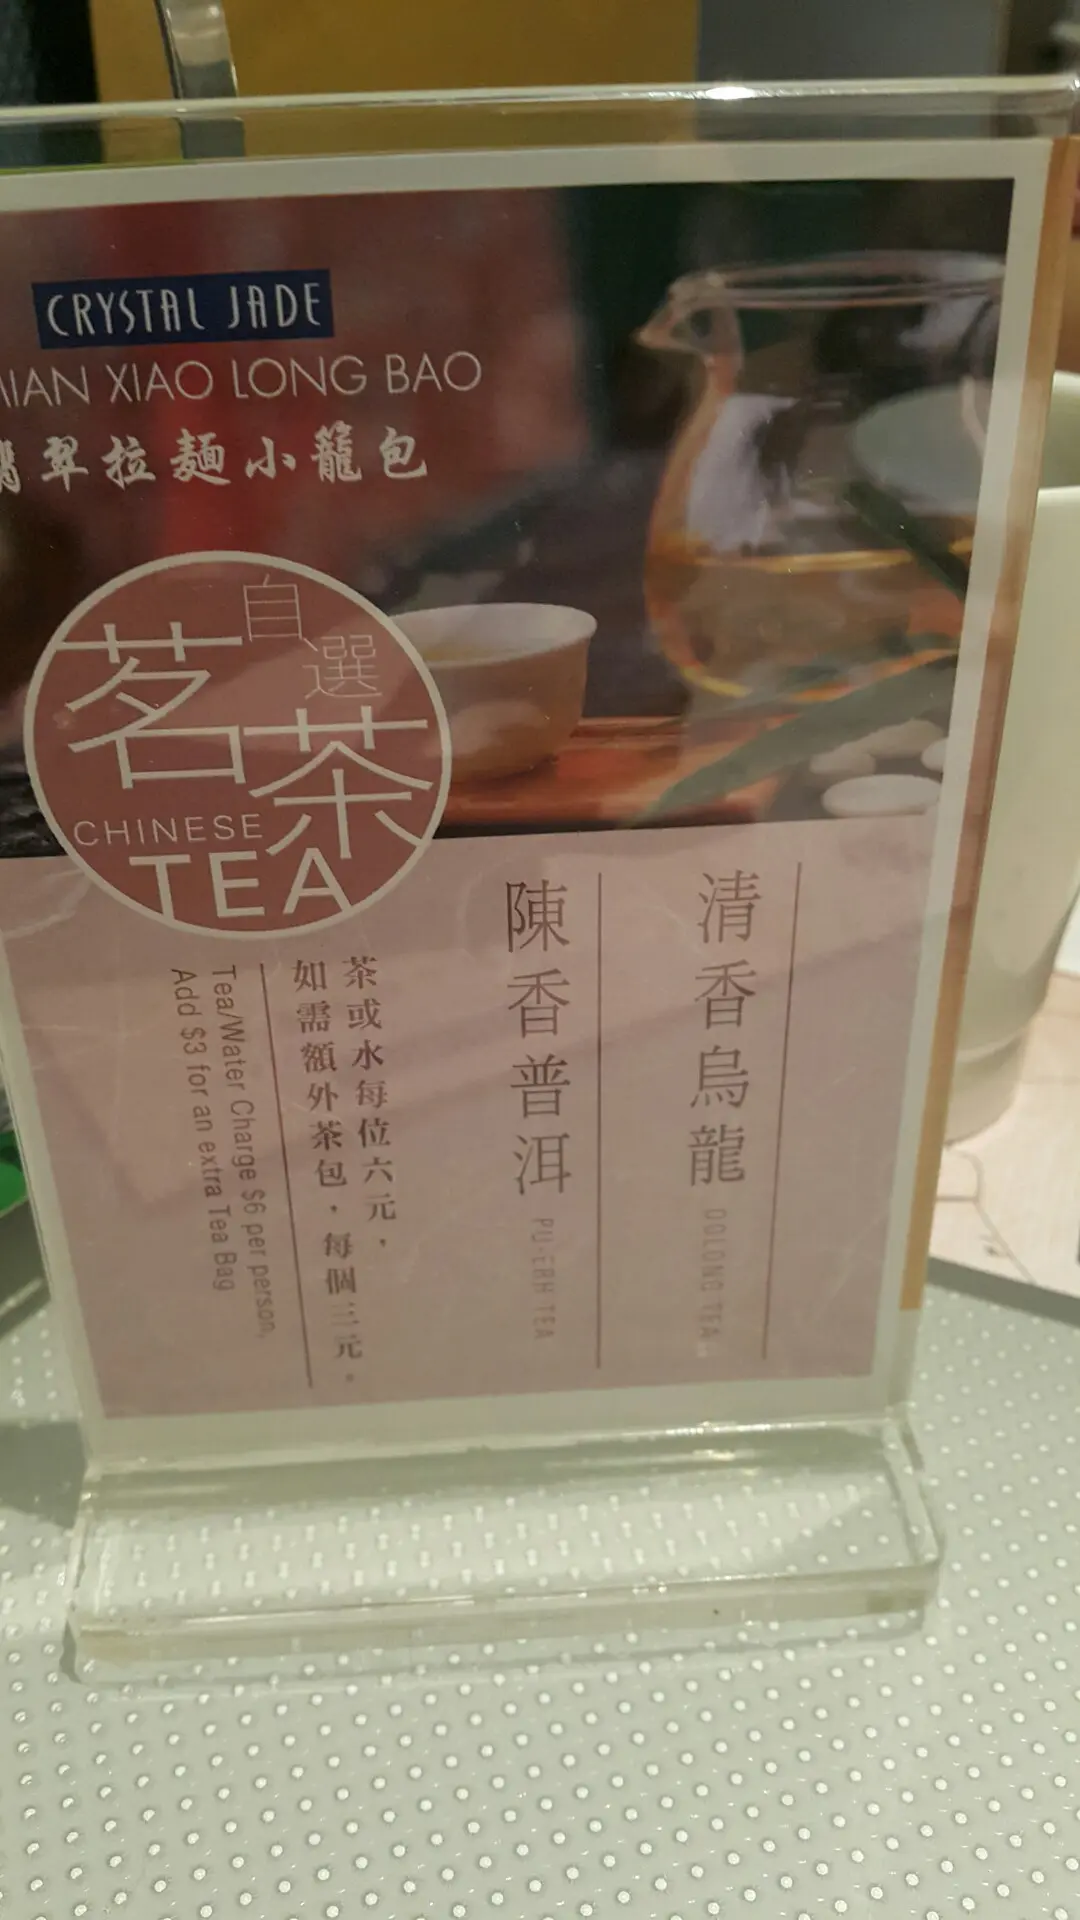 CRYSTAL JADE
MIAN XIAO LONG BAO
翡翠拉麵小籠包
自選
茗茶
CHINESE
TEA
清香烏龍 OOLONG TEA
陳香普洱 PU-ERH TEA
茶或水每位六元，
如需額外茶包，每個三元。
Tea/Water Charge $6 per person,
Add $3 for an extra Tea Bag